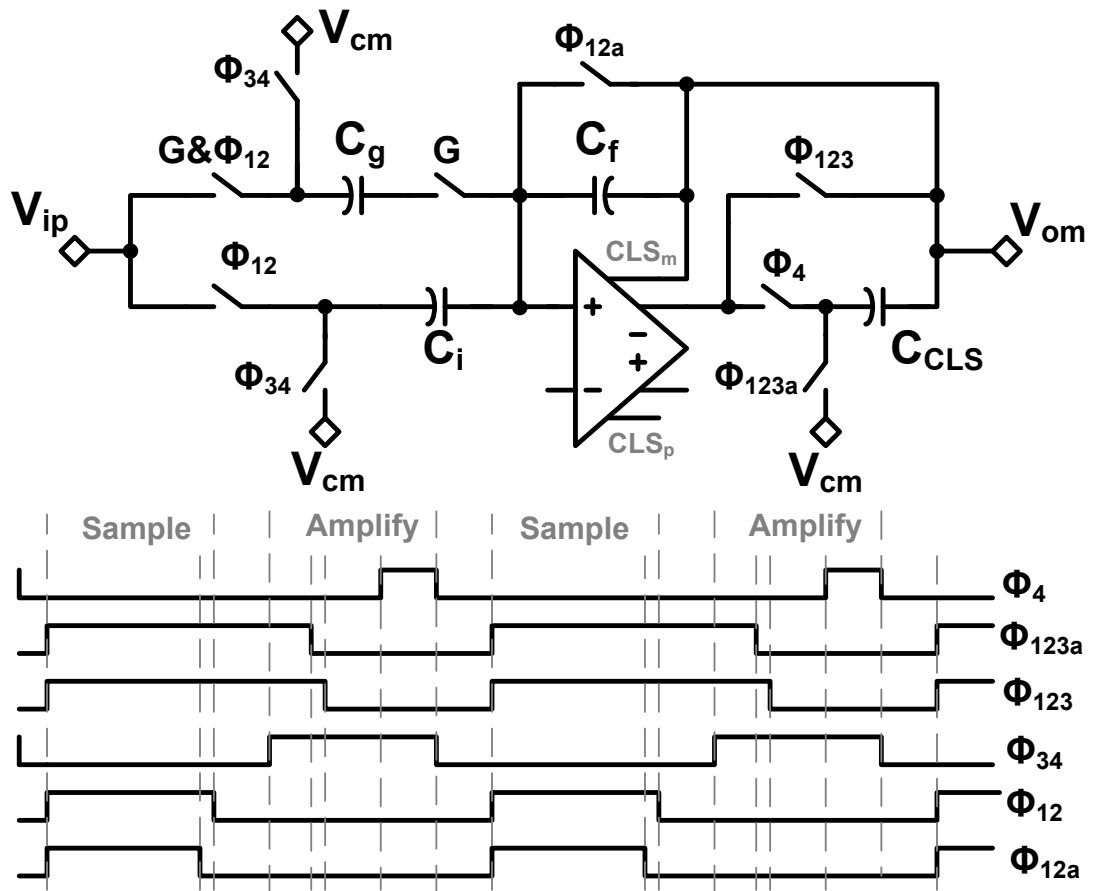 V_cm
Φ_12a
Φ_34
G&Φ_12
C_g
G
C_f
Φ_123
V_ip
CLS_m
V_om
Φ_12
Φ_4
+
-
+
-
C_i
C_CLS
Φ_34
Φ_123a
CLS_p
V_cm
V_cm
Sample Amplify Sample Amplify
Φ_4
Φ_123a
Φ_123
Φ_34
Φ_12
Φ_12a